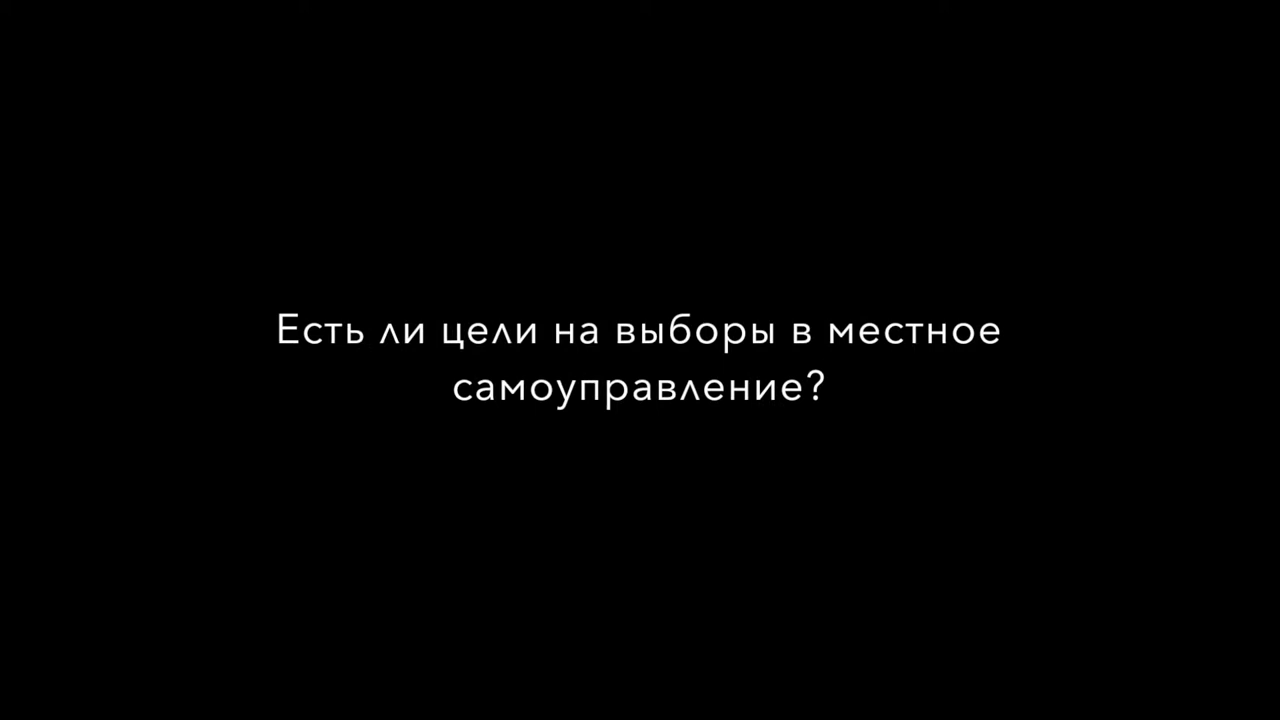 Есть ли цели на выборы в местное
самоуправление?